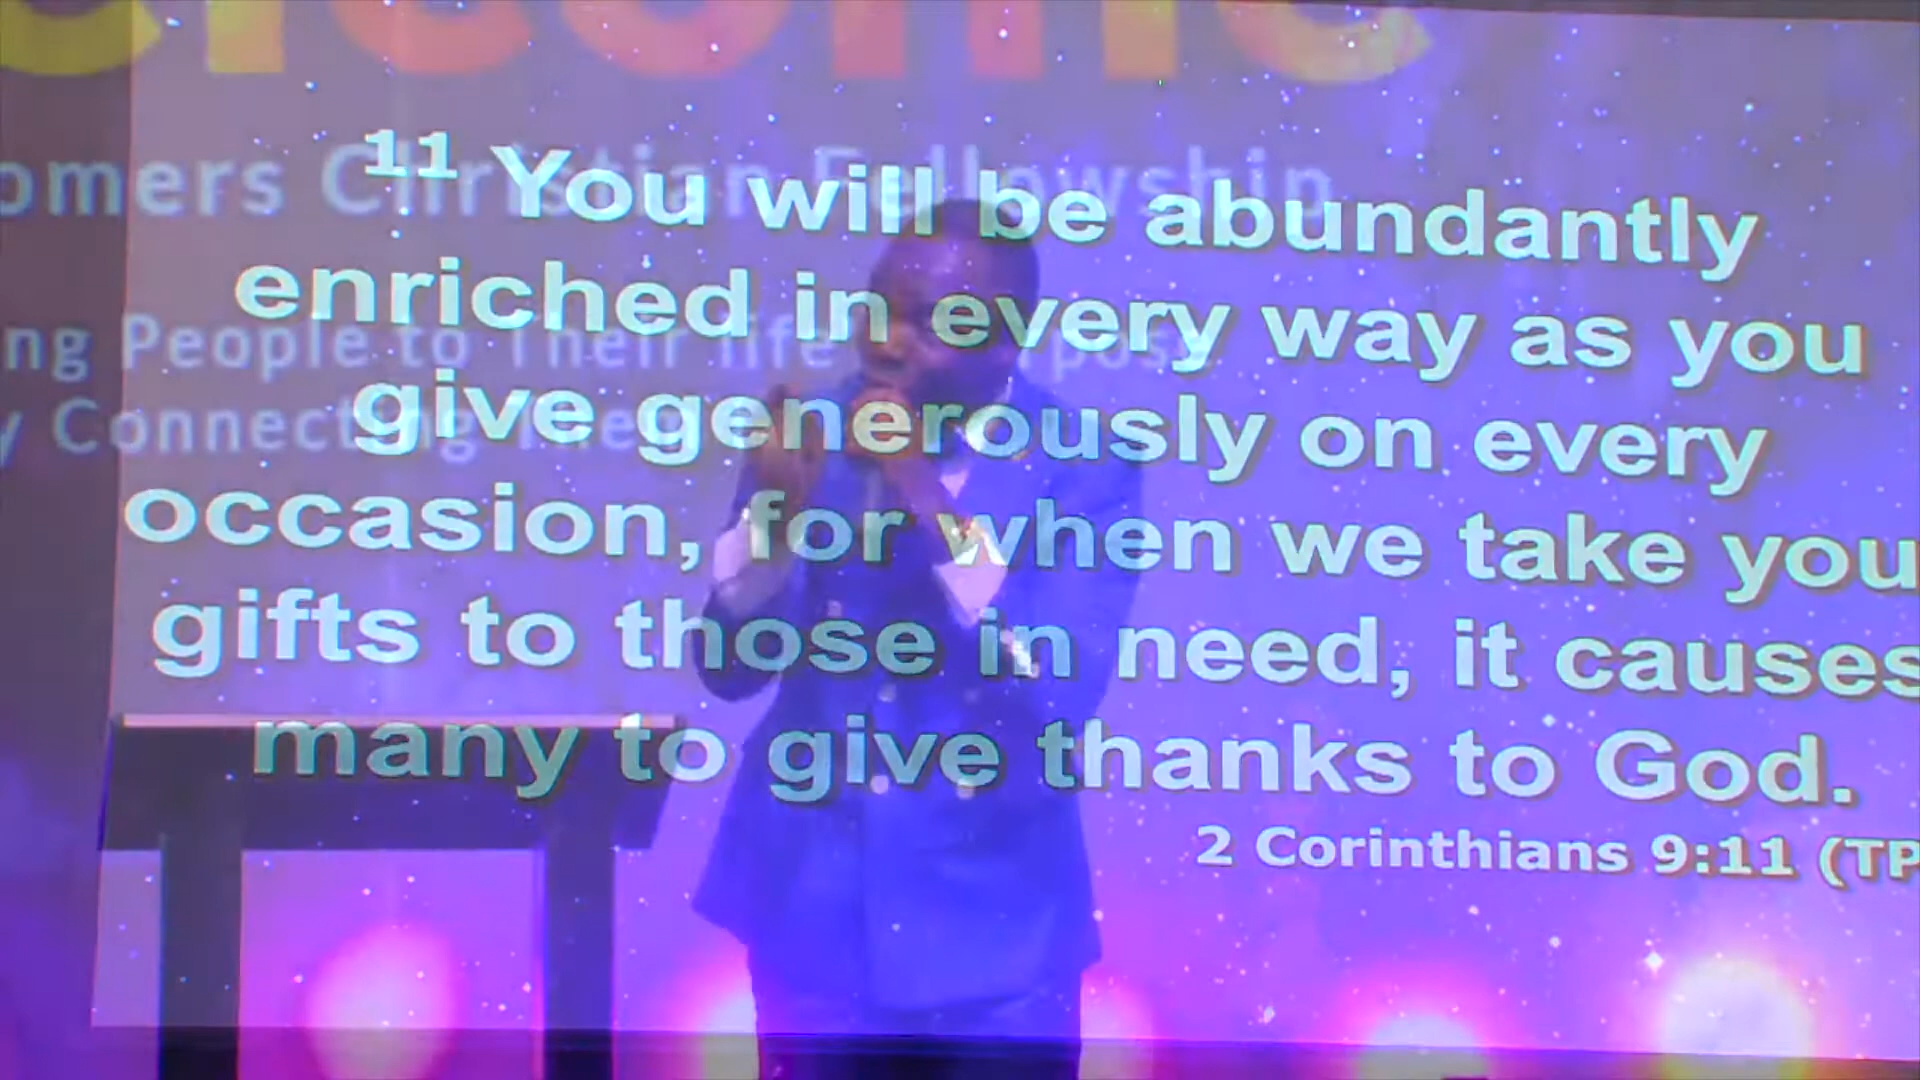 omers Christian Fellowship
ng People to Their life
y Connecting
11 You will be abundantly
enriched in every way as you
give generously on every
occasion, for when we take you
gifts to those in need, it causes
many to give thanks to God.
2 Corinthians 9:11 (TP